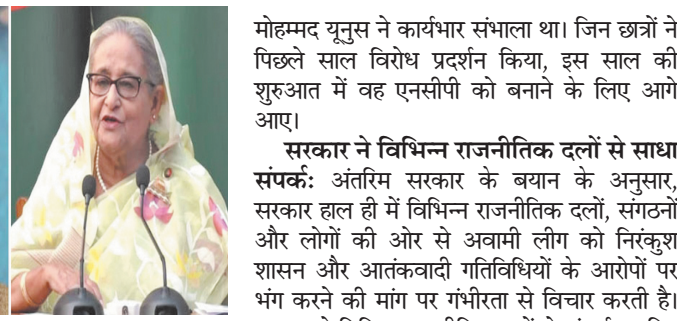 मोहम्मद यूनुस ने कार्यभार संभाला था। जिन छात्रों ने
पिछले साल विरोध प्रदर्शन किया, इस साल की
शुरुआत में वह एनसीपी को बनाने के लिए आगे
आए।
सरकार ने विभिन्न राजनीतिक दलों से साधा
संपर्कः अंतरिम सरकार के बयान के अनुसार,
सरकार हाल ही में विभिन्न राजनीतिक दलों, संगठनों
और लोगों की ओर से अवामी लीग को निरंकुश
शासन और आतंकवादी गतिविधियों के आरोपों पर
भंग करने की मांग पर गंभीरता से विचार करती है।